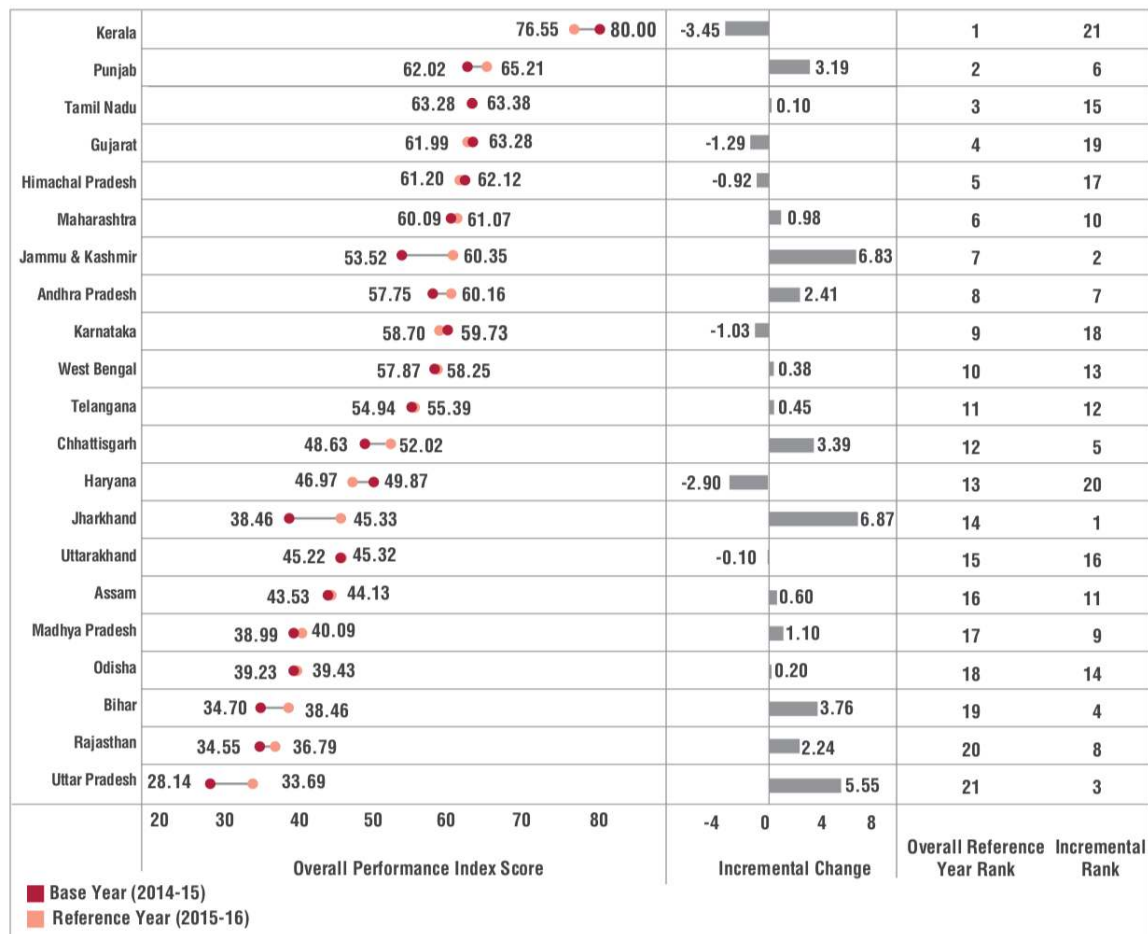 Kerala 76.55 80.00 -3.45 1 21
Punjab 62.02 65.21 3.19 2 6
Tamil Nadu 63.28 63.38 0.10 3 15
Gujarat 61.99 63.28 -1.29 4 19
Himachal Pradesh 61.20 62.12 -0.92 5 17
Maharashtra 60.09 61.07 0.98 6 10
Jammu & Kashmir 53.52 60.35 6.83 7 2
Andhra Pradesh 57.75 60.16 2.41 8 7
Karnataka 58.70 59.73 -1.03 9 18
West Bengal 57.87 58.25 0.38 10 13
Telangana 54.94 55.39 0.45 11 12
Chhattisgarh 48.63 52.02 3.39 12 5
Haryana 46.97 49.87 -2.90 13 20
Jharkhand 38.46 45.33 6.87 14 1
Uttarakhand 45.22 45.32 -0.10 15 16
Assam 43.53 44.13 0.60 16 11
Madhya Pradesh 38.99 40.09 1.10 17 9
Odisha 39.23 39.43 0.20 18 14
Bihar 34.70 38.46 3.76 19 4
Rajasthan 34.55 36.79 2.24 20 8
Uttar Pradesh 28.14 33.69 5.55 21 3
20 30 40 50 60 70 80 -4 0 4 8
Overall Performance Index Score Incremental Change Overall Reference Incremental
Year Rank Rank
Base Year (2014-15)
Reference Year (2015-16)